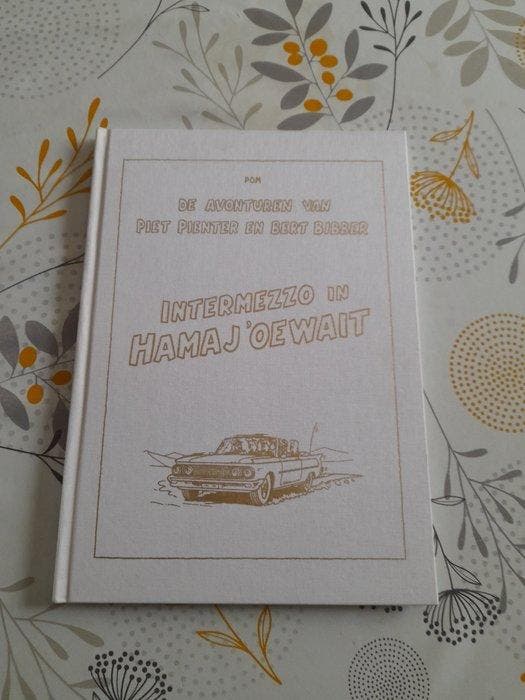 POM
DE AVONTUREN VAN
PIET PIENTER EN BERT BIBBER
INTERMEZZO IN
HAMAJ'OEWAIT